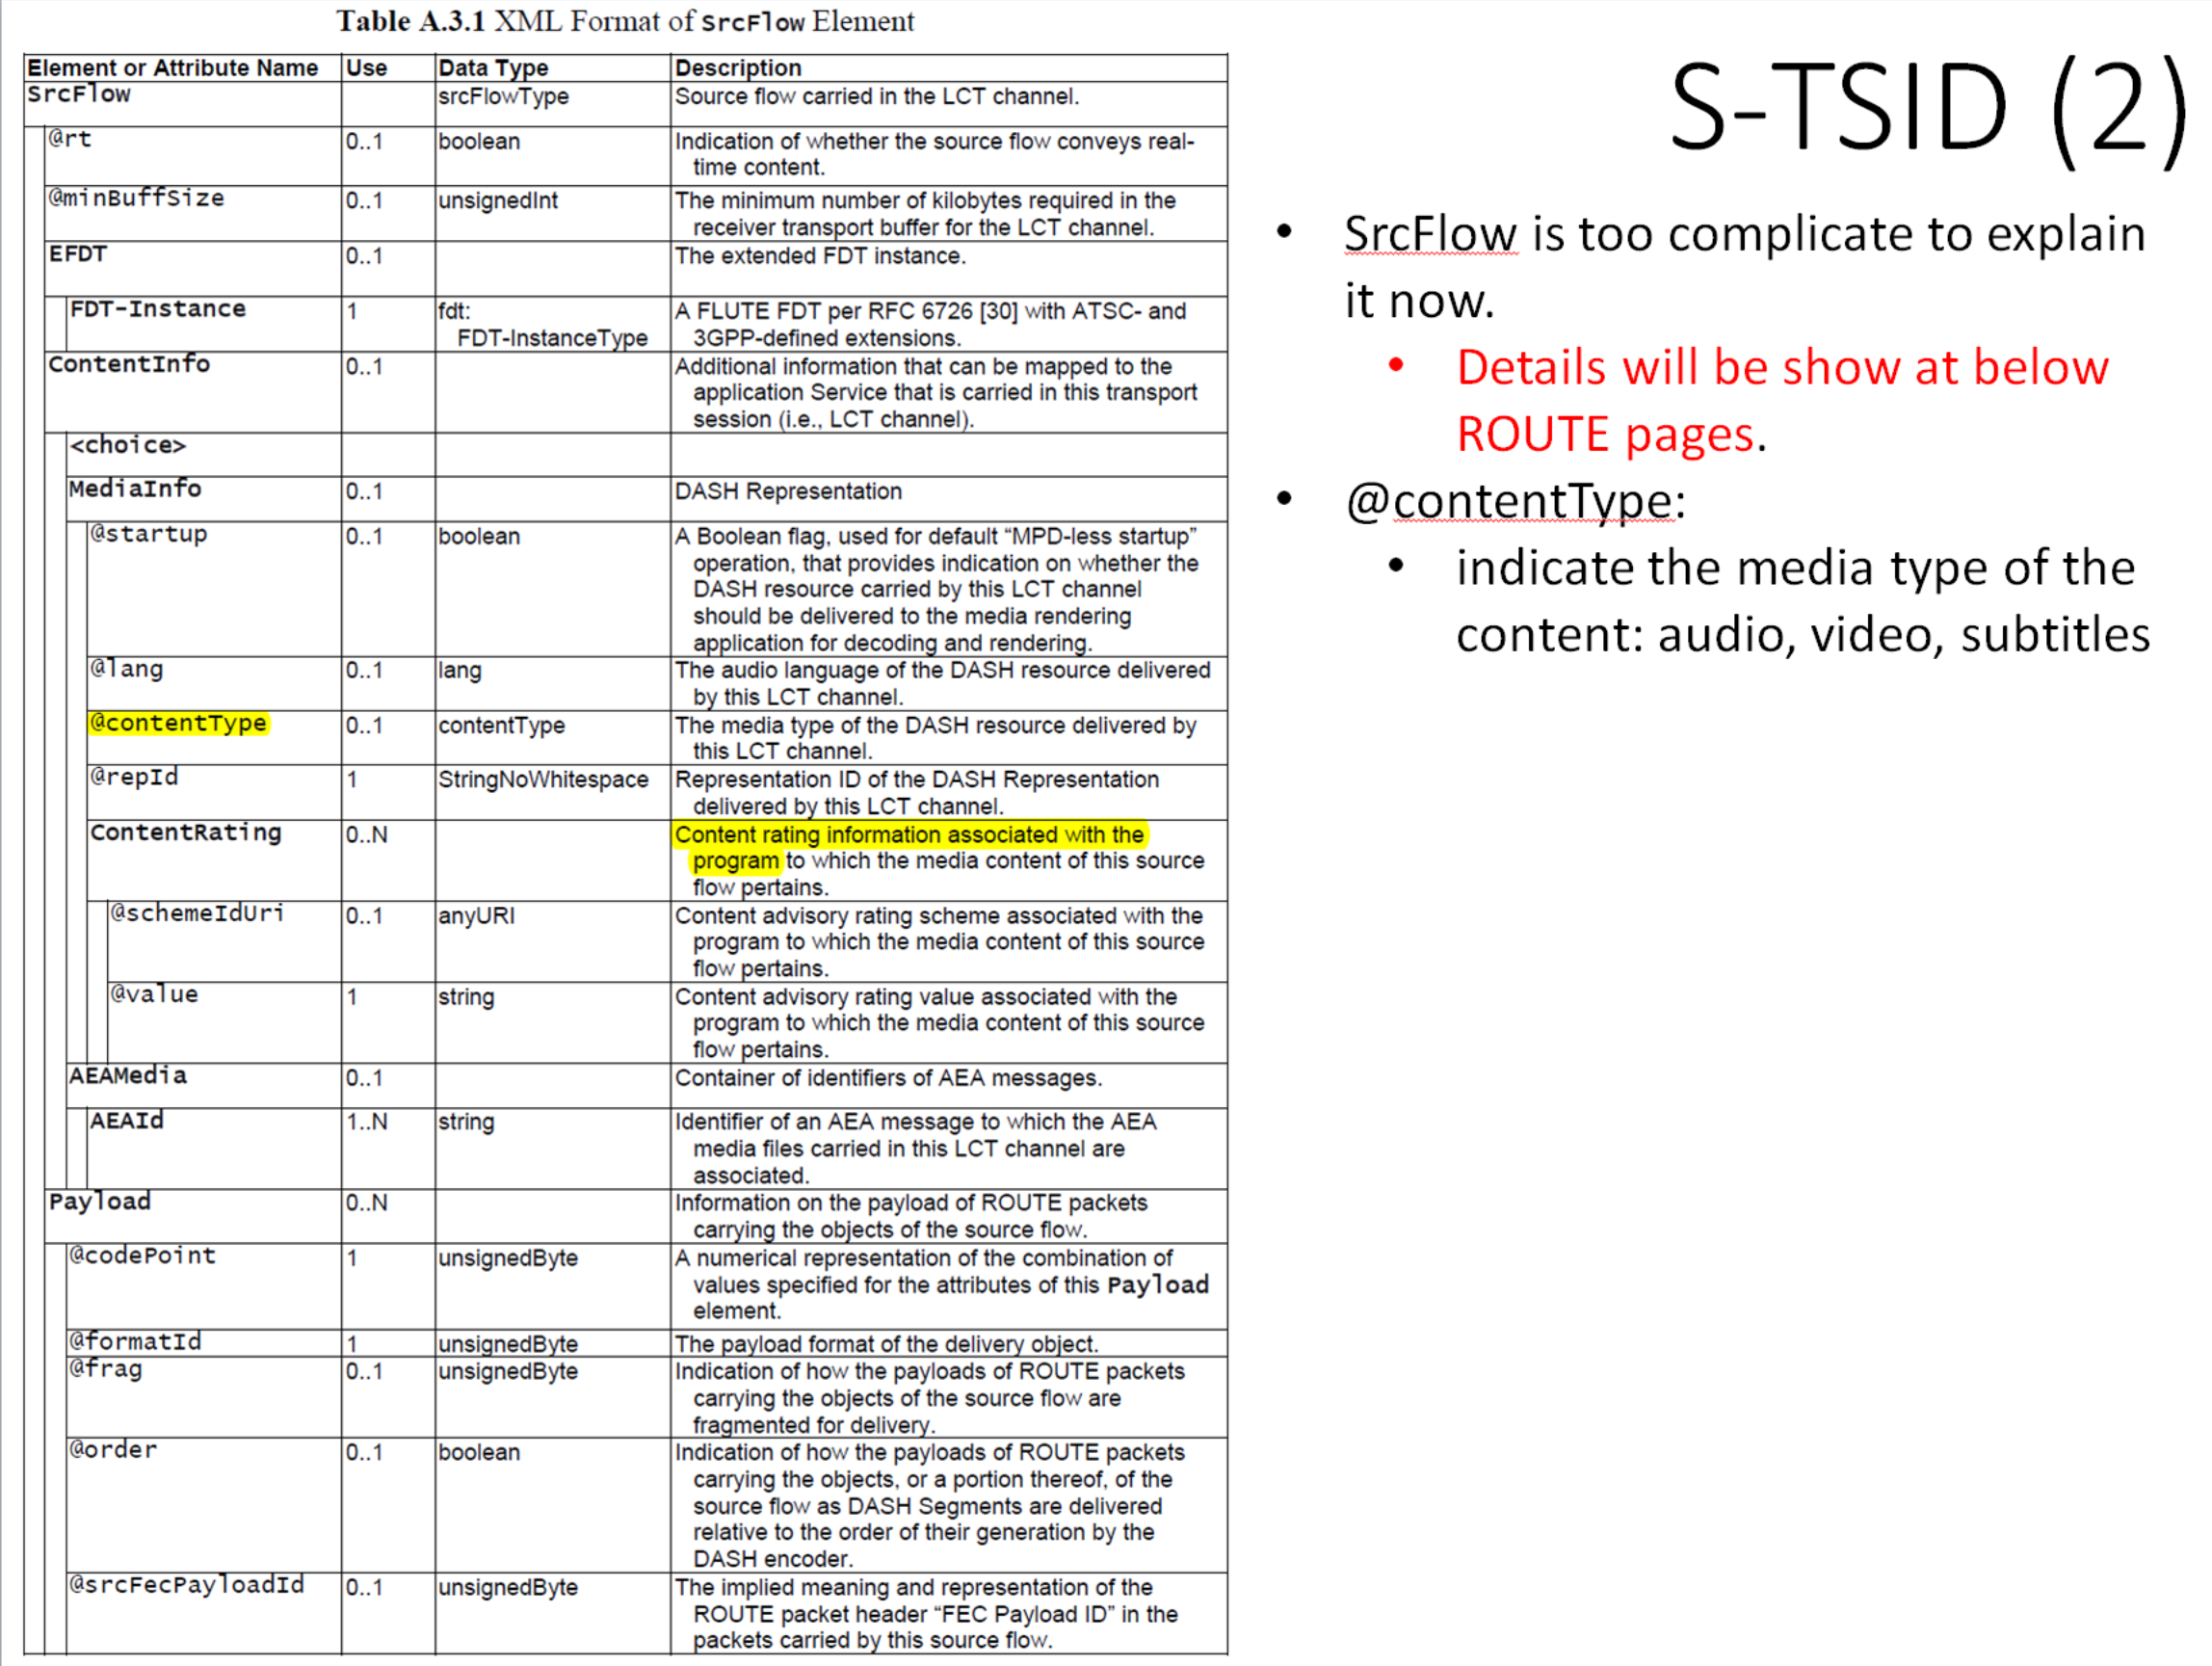 Table A.3.1 XML Format of SrcFlow Element
Element or Attribute Name Use Data Type Description
SrcFlow srcFlowType Source flow carried in the LCT channel.
@rt 0..1 boolean Indication of whether the source flow conveys real-
time content.
@minBuffSize 0..1 unsignedInt The minimum number of kilobytes required in the
receiver transport buffer for the LCT channel.
EFDT 0..1 The extended FDT instance.
FDT-Instance 1 fdt: A FLUTE FDT per RFC 6726 [30] with ATSC- and
FDT-InstanceType 3GPP-defined extensions.
ContentInfo 0..1 Additional information that can be mapped to the
application Service that is carried in this transport
session (i.e., LCT channel).
<choice>
MediaInfo 0..1 DASH Representation
@startup 0..1 boolean A Boolean flag, used for default “MPD-less startup”
operation, that provides indication on whether the
DASH resource carried by this LCT channel
should be delivered to the media rendering
application for decoding and rendering.
@lang 0..1 lang The audio language of the DASH resource delivered
by this LCT channel.
@contentType 0..1 contentType The media type of the DASH resource delivered by
this LCT channel.
@repId 1 StringNoWhitespace Representation ID of the DASH Representation
delivered by this LCT channel.
ContentRating 0..N Content rating information associated with the
program to which the media content of this source
flow pertains.
@schemeIdUri 0..1 anyURI Content advisory rating scheme associated with the
program to which the media content of this source
flow pertains.
@value 1 string Content advisory rating value associated with the
program to which the media content of this source
flow pertains.
AEAMedia 0..1 Container of identifiers of AEA messages.
AEAId 1..N string Identifier of an AEA message to which the AEA
media files carried in this LCT channel are
associated.
Payload 0..N Information on the payload of ROUTE packets
carrying the objects of the source flow.
@codePoint 1 unsignedByte A numerical representation of the combination of
values specified for the attributes of this Payload
element.
@formatId 1 unsignedByte The payload format of the delivery object.
@frag 0..1 unsignedByte Indication of how the payloads of ROUTE packets
carrying the objects of the source flow are
fragmented for delivery.
@order 0..1 boolean Indication of how the payloads of ROUTE packets
carrying the objects, or a portion thereof, of the
source flow as DASH Segments are delivered
relative to the order of their generation by the
DASH encoder.
@srcFecPayloadId 0..1 unsignedByte The implied meaning and representation of the
ROUTE packet header “FEC Payload ID” in the
packets carried by this source flow.
S-TSID (2)
• SrcFlow is too complicate to explain
it now.
• Details will be show at below
ROUTE pages.
• @contentType:
• indicate the media type of the
content: audio, video, subtitles